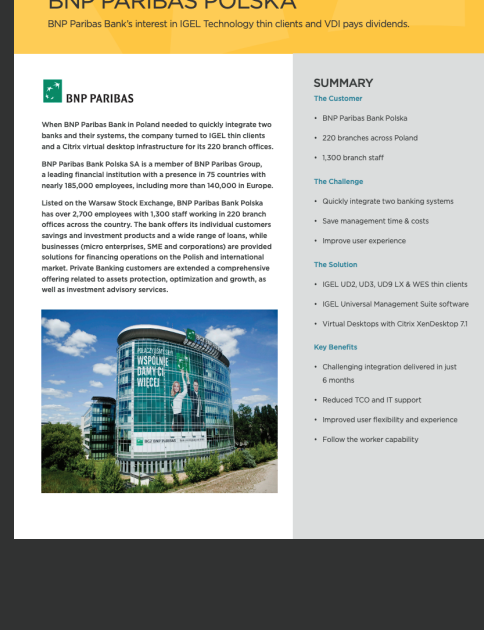 BNP PARIBAS POLSKA
BNP Paribas Bank's interest in IGEL Technology thin clients and VDI pays dividends.
BNP PARIBAS
When BNP Paribas Bank in Poland needed to quickly integrate two
banks and their systems, the company turned to IGEL thin clients
and a Citrix virtual desktop infrastructure for its 220 branch offices.
BNP Paribas Bank Polska SA is a member of BNP Paribas Group,
a leading financial institution with a presence in 75 countries with
nearly 185,000 employees, including more than 140,000 in Europe.
Listed on the Warsaw Stock Exchange, BNP Paribas Bank Polska
has over 2,700 employees with 1,300 staff working in 220 branch
offices across the country. The bank offers its individual customers
savings and investment products and a wide range of loans, while
businesses (micro enterprises, SME and corporations) are provided
solutions for financing operations on the Polish and international
market. Private Banking customers are extended a comprehensive
offering related to assets protection, optimization and growth, as
well as investment advisory services.
WSPÓLNIE
DAMY CI
WIĘCEJ
SUMMARY
The Customer
• BNP Paribas Bank Polska
• 220 branches across Poland
• 1,300 branch staff
The Challenge
• Quickly integrate two banking systems
• Save management time & costs
• Improve user experience
The Solution
• IGEL UD2, UD3, UD9 LX & WES thin clients
• IGEL Universal Management Suite software
• Virtual Desktops with Citrix XenDesktop 7.1
Key Benefits
• Challenging integration delivered in just
6 months
• Reduced TCO and IT support
• Improved user flexibility and experience
• Follow the worker capability